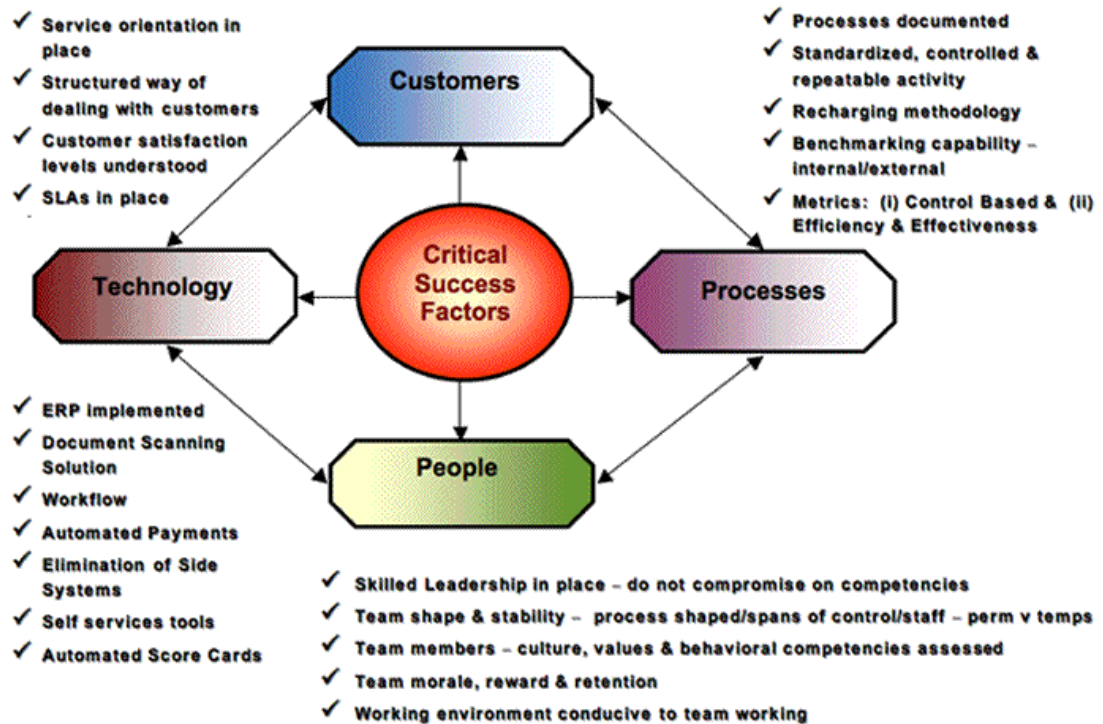 ✓ Service orientation in
place
✓ Structured way of
dealing with customers
✓ Customer satisfaction
levels understood
✓ SLAs in place
Customers
✓ Processes documented
✓ Standardized, controlled &
repeatable activity
✓ Recharging methodology
✓ Benchmarking capability –
internal/external
✓ Metrics: (i) Control Based & (ii)
Efficiency & Effectiveness
Technology
Critical
Success
Factors
Processes
✓ ERP implemented
✓ Document Scanning
Solution
✓ Workflow
✓ Automated Payments
✓ Elimination of Side
Systems
✓ Self services tools
✓ Automated Score Cards
People
✓ Skilled Leadership in place – do not compromise on competencies
✓ Team shape & stability – process shaped/spans of control/staff – perm v temps
✓ Team members – culture, values & behavioral competencies assessed
✓ Team morale, reward & retention
✓ Working environment conducive to team working